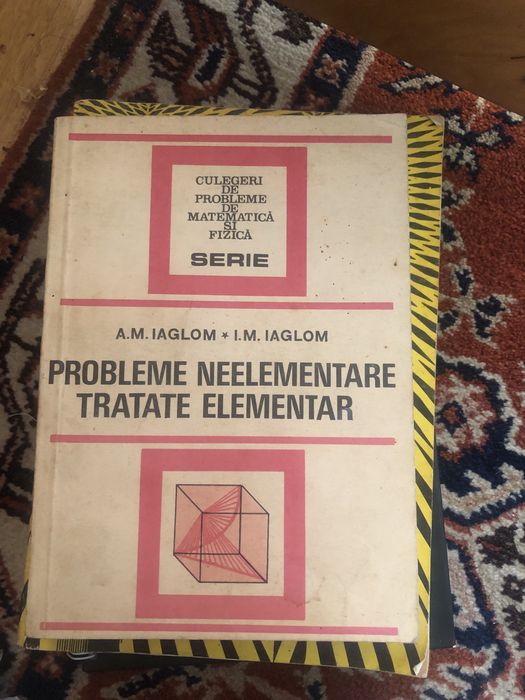 CULEGERI
DE
PROBLEME
DE
MATEMATICĂ
ȘI
FIZICĂ
SERIE
A.M. IAGLOM * I.M. IAGLOM
PROBLEME NEELEMENTARE
TRATATE ELEMENTAR